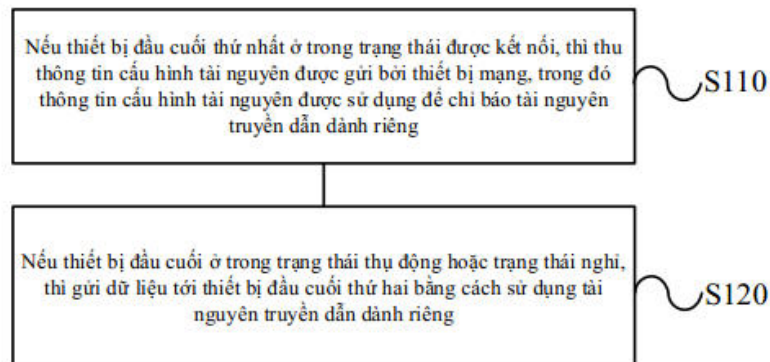 Nếu thiết bị đầu cuối thứ nhất ở trong trạng thái được kết nối, thì thu
thông tin cấu hình tài nguyên được gửi bởi thiết bị mạng, trong đó
thông tin cấu hình tài nguyên được sử dụng để chỉ báo tài nguyên
truyền dẫn dành riêng
S110
Nếu thiết bị đầu cuối ở trong trạng thái thụ động hoặc trạng thái nghỉ,
thì gửi dữ liệu tới thiết bị đầu cuối thứ hai bằng cách sử dụng tài
nguyên truyền dẫn dành riêng
S120